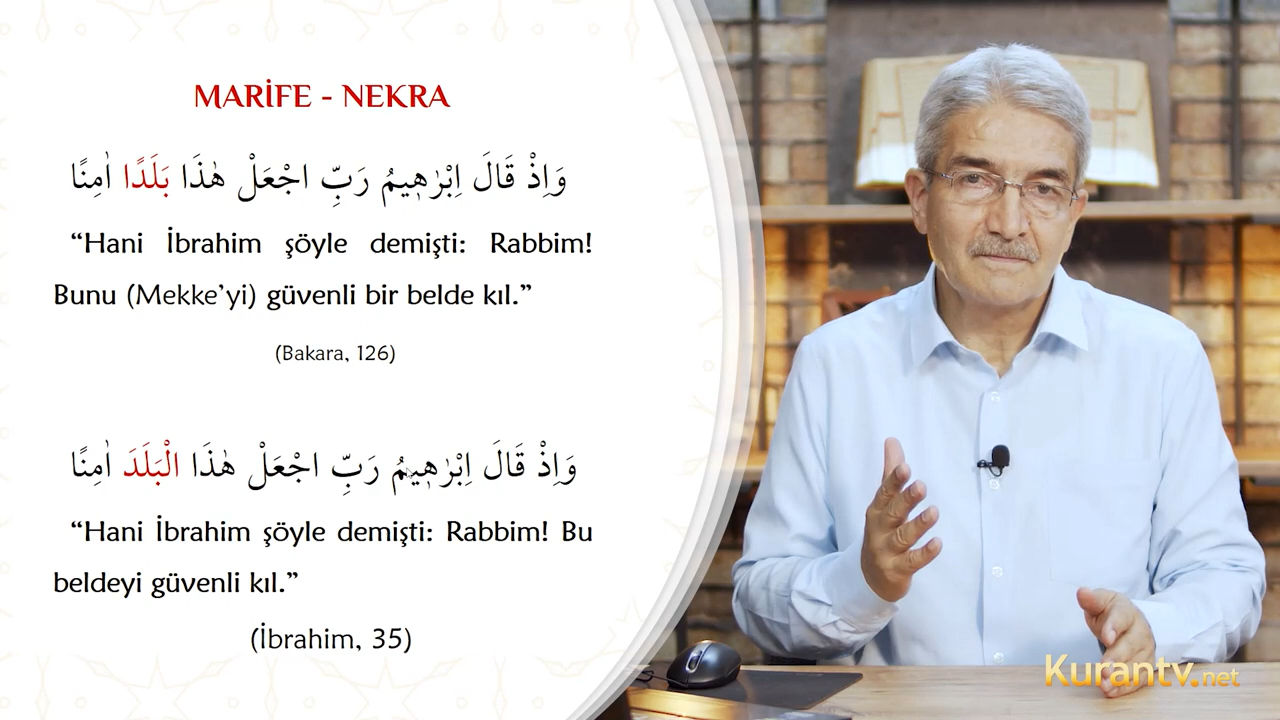 MARİFE - NEKRA
وَاِذْ قَالَ اِبْرٰه۪يمُ رَبِّ اجْعَلْ هٰذَا بَلَدًا اٰمِنًا
“Hani İbrahim şöyle demişti: Rabbim!
Bunu (Mekke’yi) güvenli bir belde kıl.”
(Bakara, 126)
وَاِذْ قَالَ اِبْرٰه۪يمُ رَبِّ اجْعَلْ هٰذَا الْبَلَدَ اٰمِنًا
“Hani İbrahim şöyle demişti: Rabbim! Bu
beldeyi güvenli kıl.”
(İbrahim, 35)
Kurantv.net